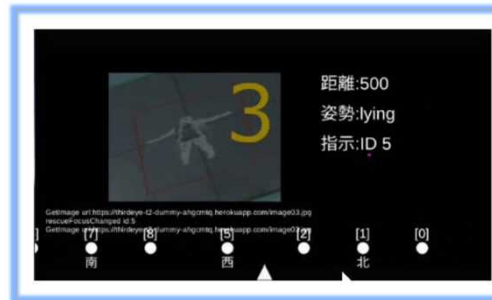 3
距離:500
姿勢:lying
指示:ID 5
GetImage url:https://thirdeye-t2-dummy-ahgcmtq.herokuapp.com/image03.jpg
rescueFocusChanged id:5
[7] [8] [5] [2] [1] [0]
南 西 北